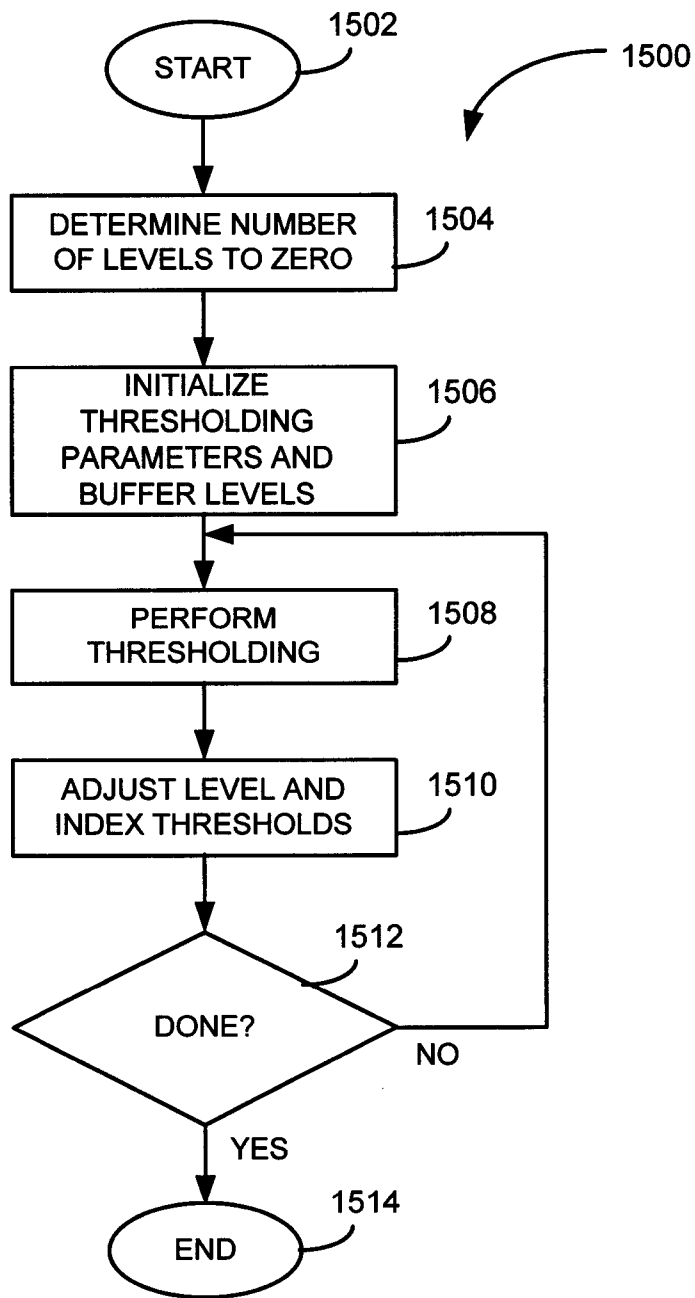 1502
START
1500
DETERMINE NUMBER
OF LEVELS TO ZERO
1504
INITIALIZE
THRESHOLDING
PARAMETERS AND
BUFFER LEVELS
1506
PERFORM
THRESHOLDING
1508
ADJUST LEVEL AND
INDEX THRESHOLDS
1510
1512
DONE?
NO
YES
1514
END